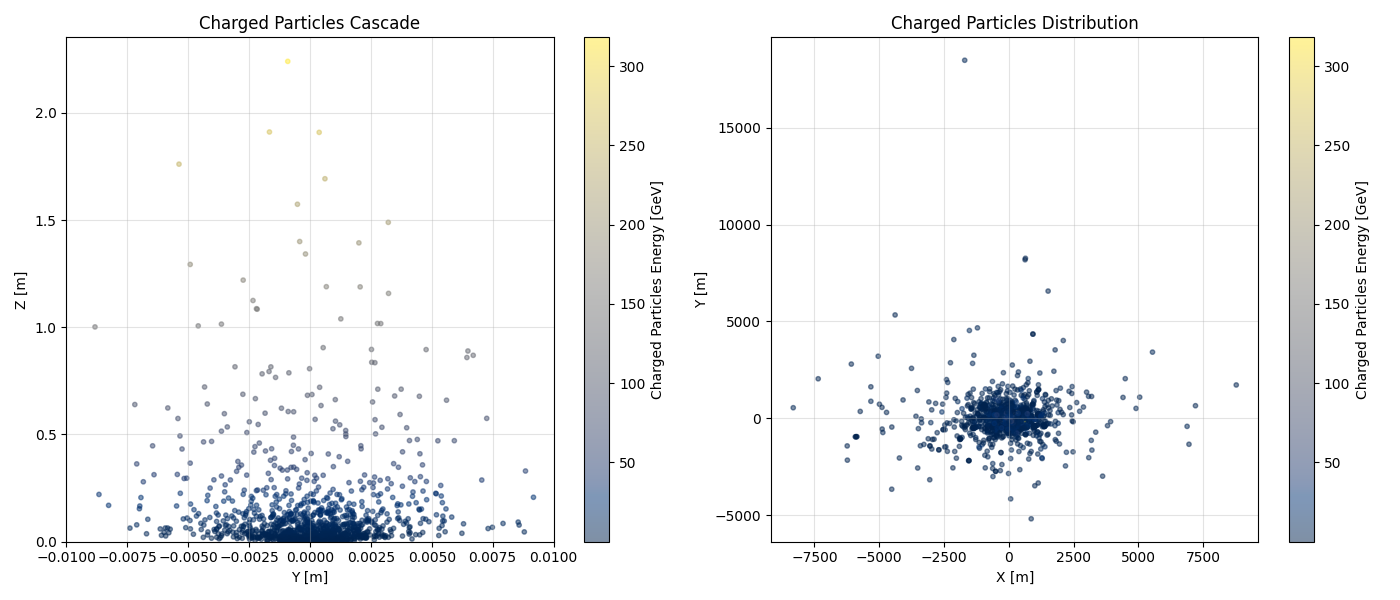 Charged Particles Cascade
Z [m]
2.0
1.5
1.0
0.5
0.0
−0.0100 −0.0075 −0.0050 −0.0025 0.0000 0.0025 0.0050 0.0075 0.0100
Y [m]
300
250
200
150
100
50
Charged Particles Energy [GeV]
Charged Particles Distribution
Y [m]
15000
10000
5000
0
−5000
−7500 −5000 −2500 0 2500 5000 7500
X [m]
300
250
200
150
100
50
Charged Particles Energy [GeV]